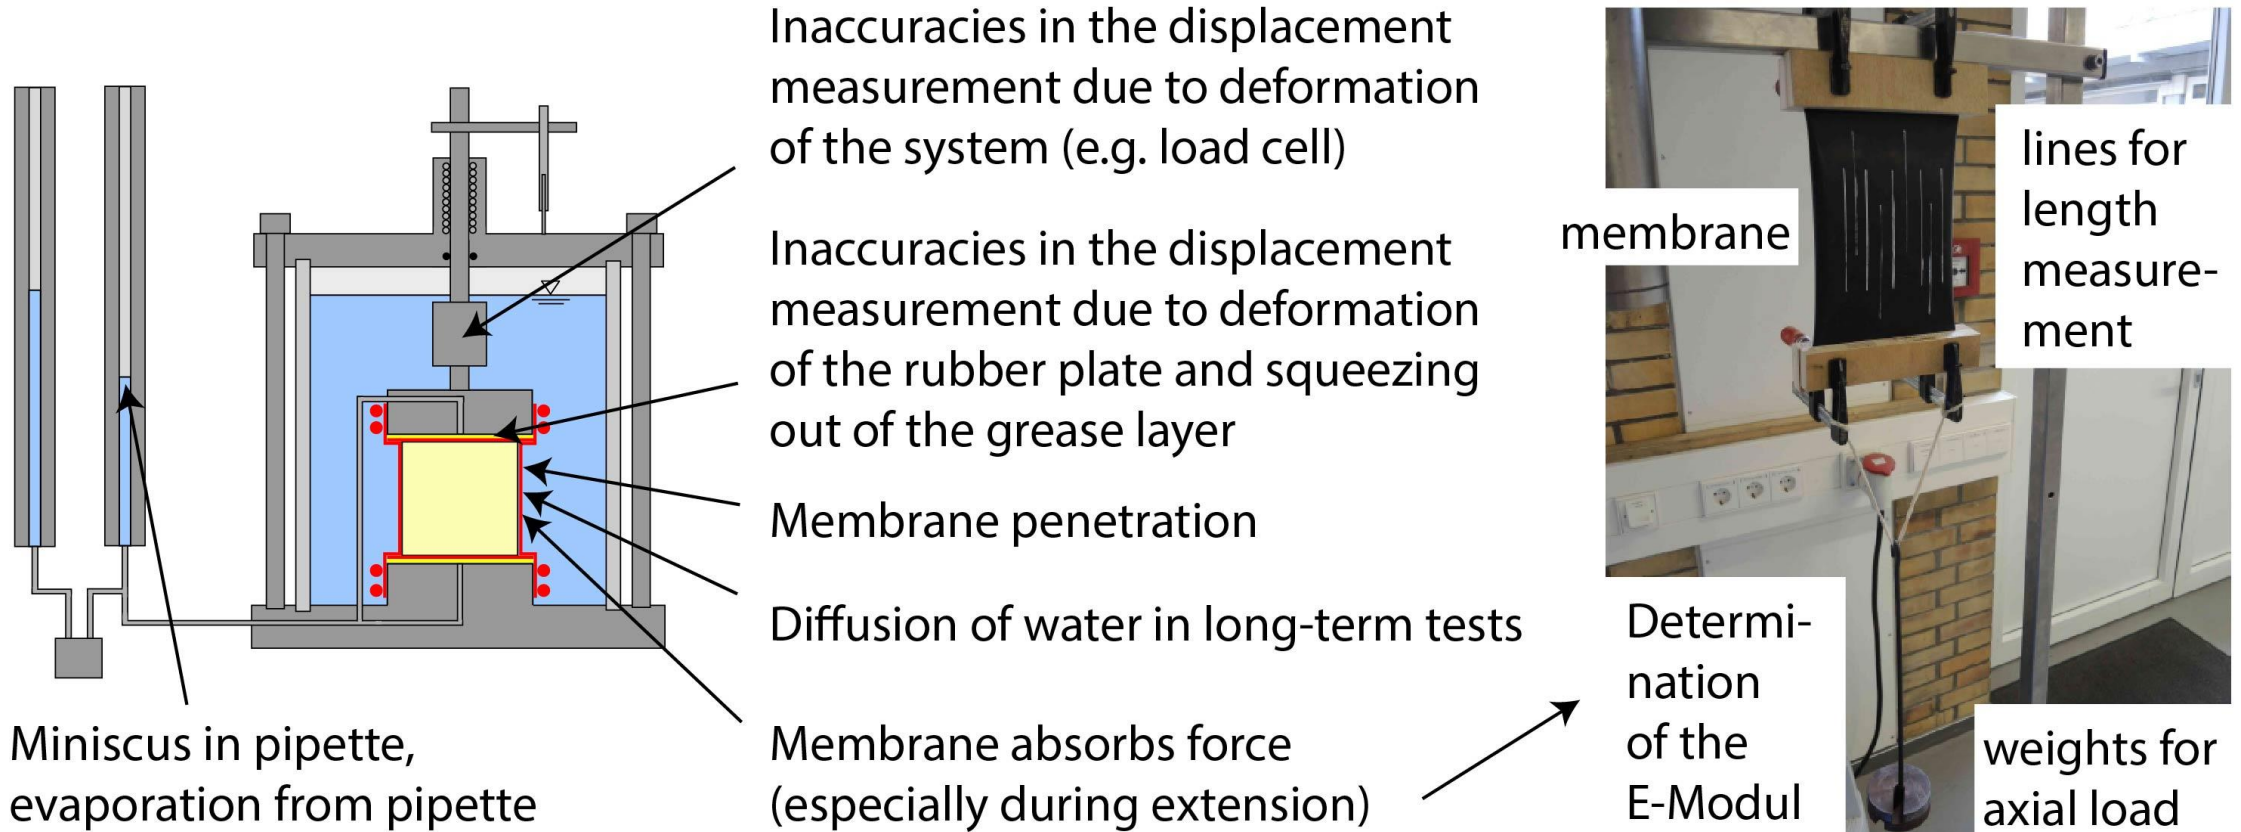 Inaccuracies in the displacement
measurement due to deformation
of the system (e.g. load cell)
Inaccuracies in the displacement
measurement due to deformation
of the rubber plate and squeezing
out of the grease layer
Membrane penetration
Diffusion of water in long-term tests
Membrane absorbs force
(especially during extension)
Miniscus in pipette,
evaporation from pipette
membrane
lines for
length
measure-
ment
Determi-
nation
of the
E-Modul
weights for
axial load